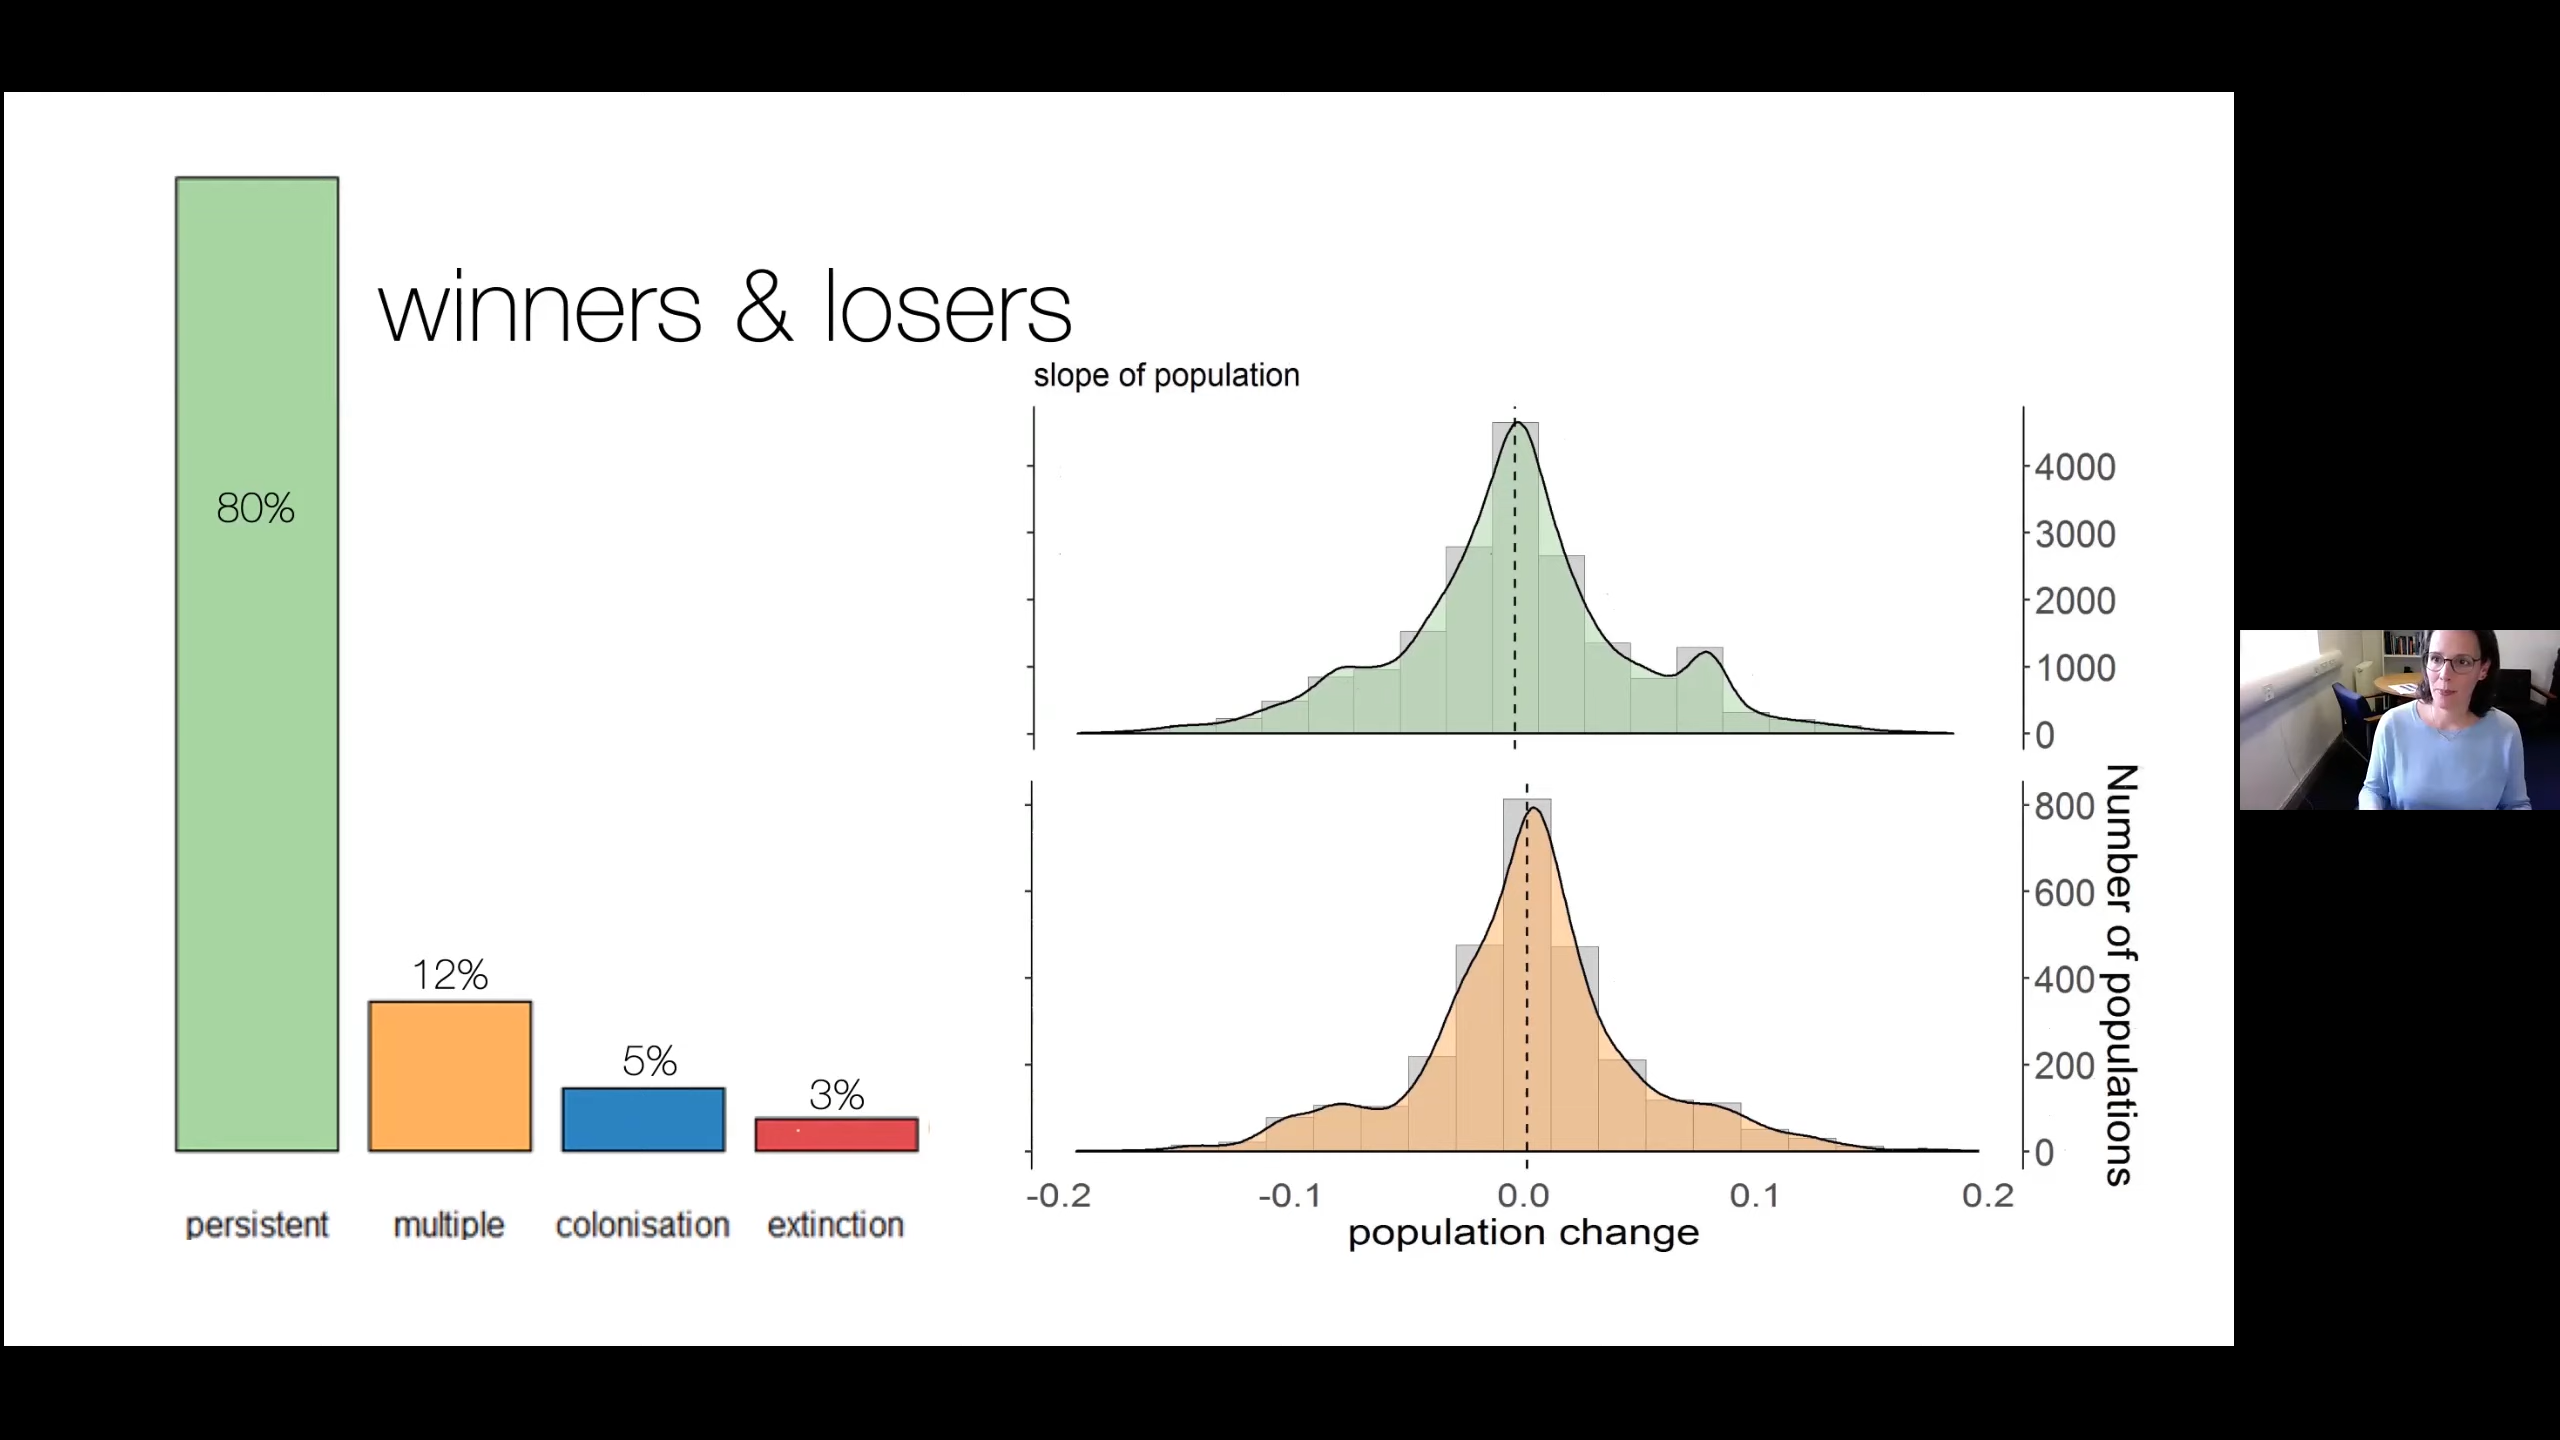 winners & losers
80%
12%
5%
3%
persistent
multiple
colonisation
extinction
slope of population
4000
3000
2000
1000
0
800
600
400
200
0
Number of populations
-0.2
-0.1
0.0
0.1
0.2
population change